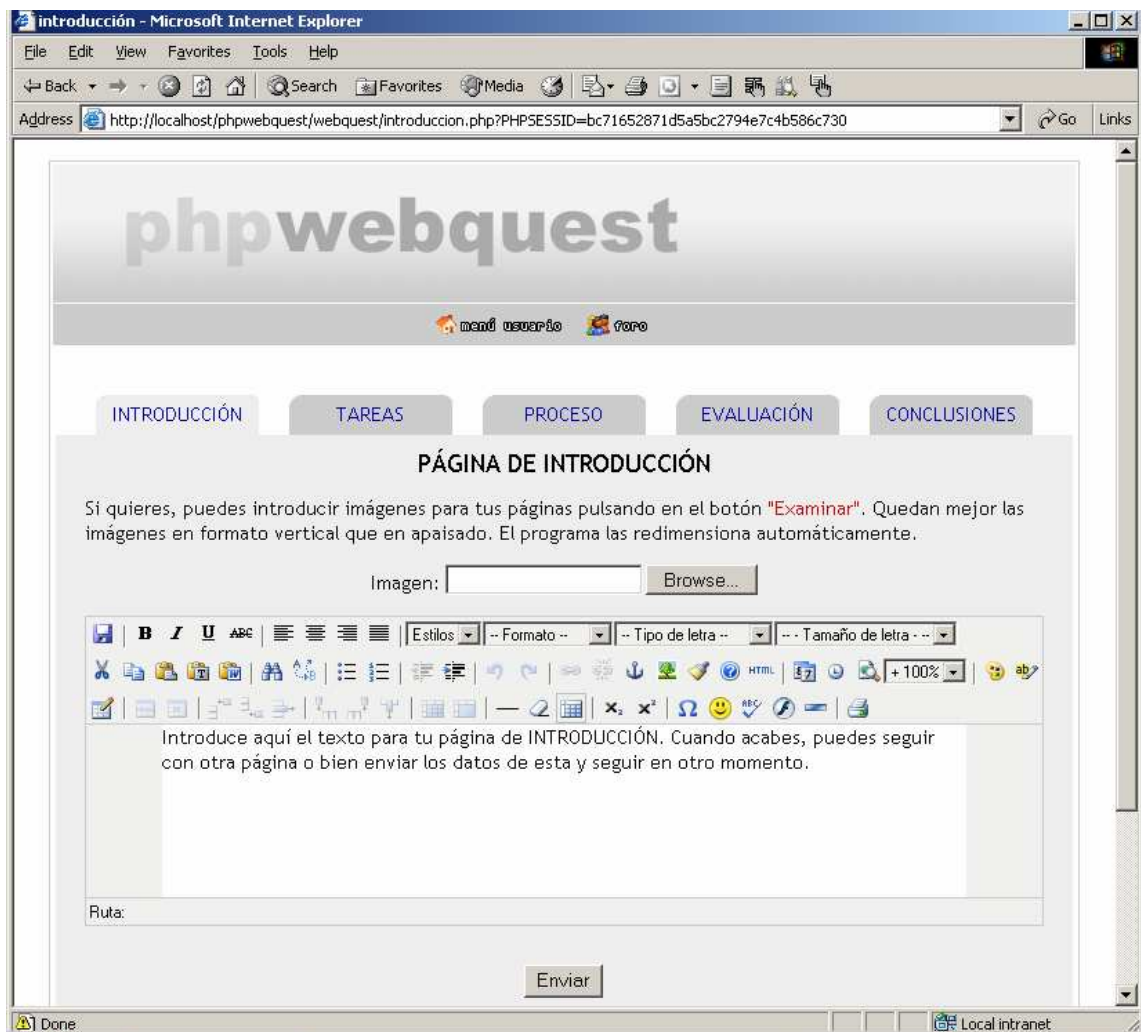 introducción - Microsoft Internet Explorer
File Edit View Favorites Tools Help
Back Search Favorites Media
Address http://localhost/phpwebquest/webquest/introduccion.php?PHPSESSID=bc71652871d5a5bc2794e7c4b586c730 Go Links
phpwebquest
menú usuario foro
INTRODUCCIÓN TAREAS PROCESO EVALUACIÓN CONCLUSIONES
PÁGINA DE INTRODUCCIÓN
Si quieres, puedes introducir imágenes para tus páginas pulsando en el botón "Examinar". Quedan mejor las
imágenes en formato vertical que en apaisado. El programa las redimensiona automáticamente.
Imagen: Browse...
B I U ABC Estilos -- Formato -- -- Tipo de letra -- -- Tamaño de letra --
HTML + 100%
Introduce aquí el texto para tu página de INTRODUCCIÓN. Cuando acabes, puedes seguir
con otra página o bien enviar los datos de esta y seguir en otro momento.
Ruta:
Enviar
Done Local intranet